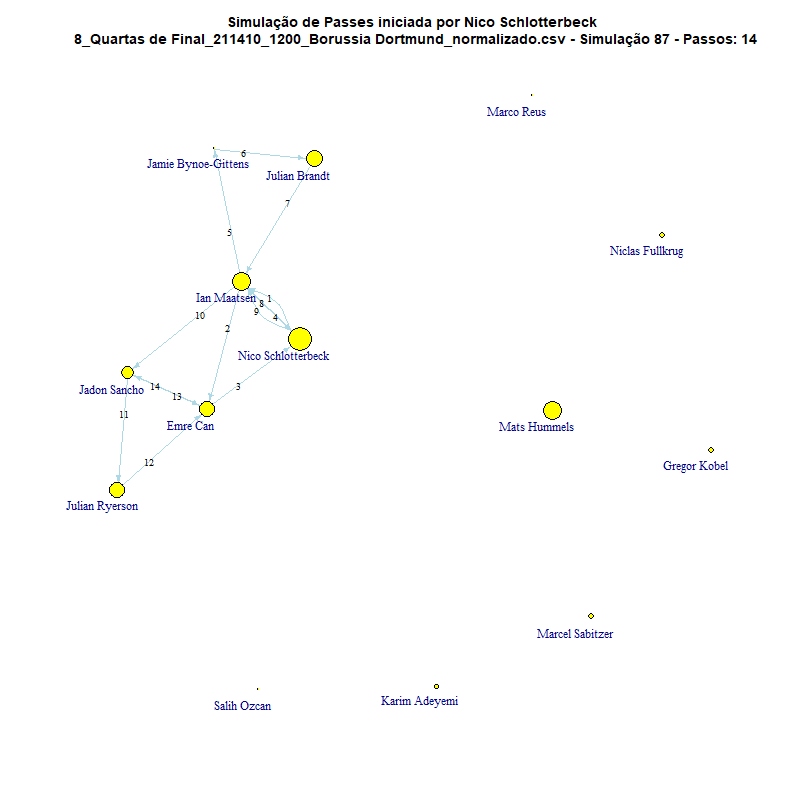 Simulação de Passes iniciada por Nico Schlotterbeck
8_Quartas de Final_211410_1200_Borussia Dortmund_normalizado.csv - Simulação 87 - Passos: 14
Marco Reus
6
Jamie Bynoe-Gittens
Julian Brandt
7
5
Niclas Fullkrug
Ian Maatsen
1
8
9
4
10
2
Nico Schlotterbeck
Jadon Sancho
14
3
13
11
Emre Can
Mats Hummels
12
Gregor Kobel
Julian Ryerson
Marcel Sabitzer
Salih Ozcan
Karim Adeyemi